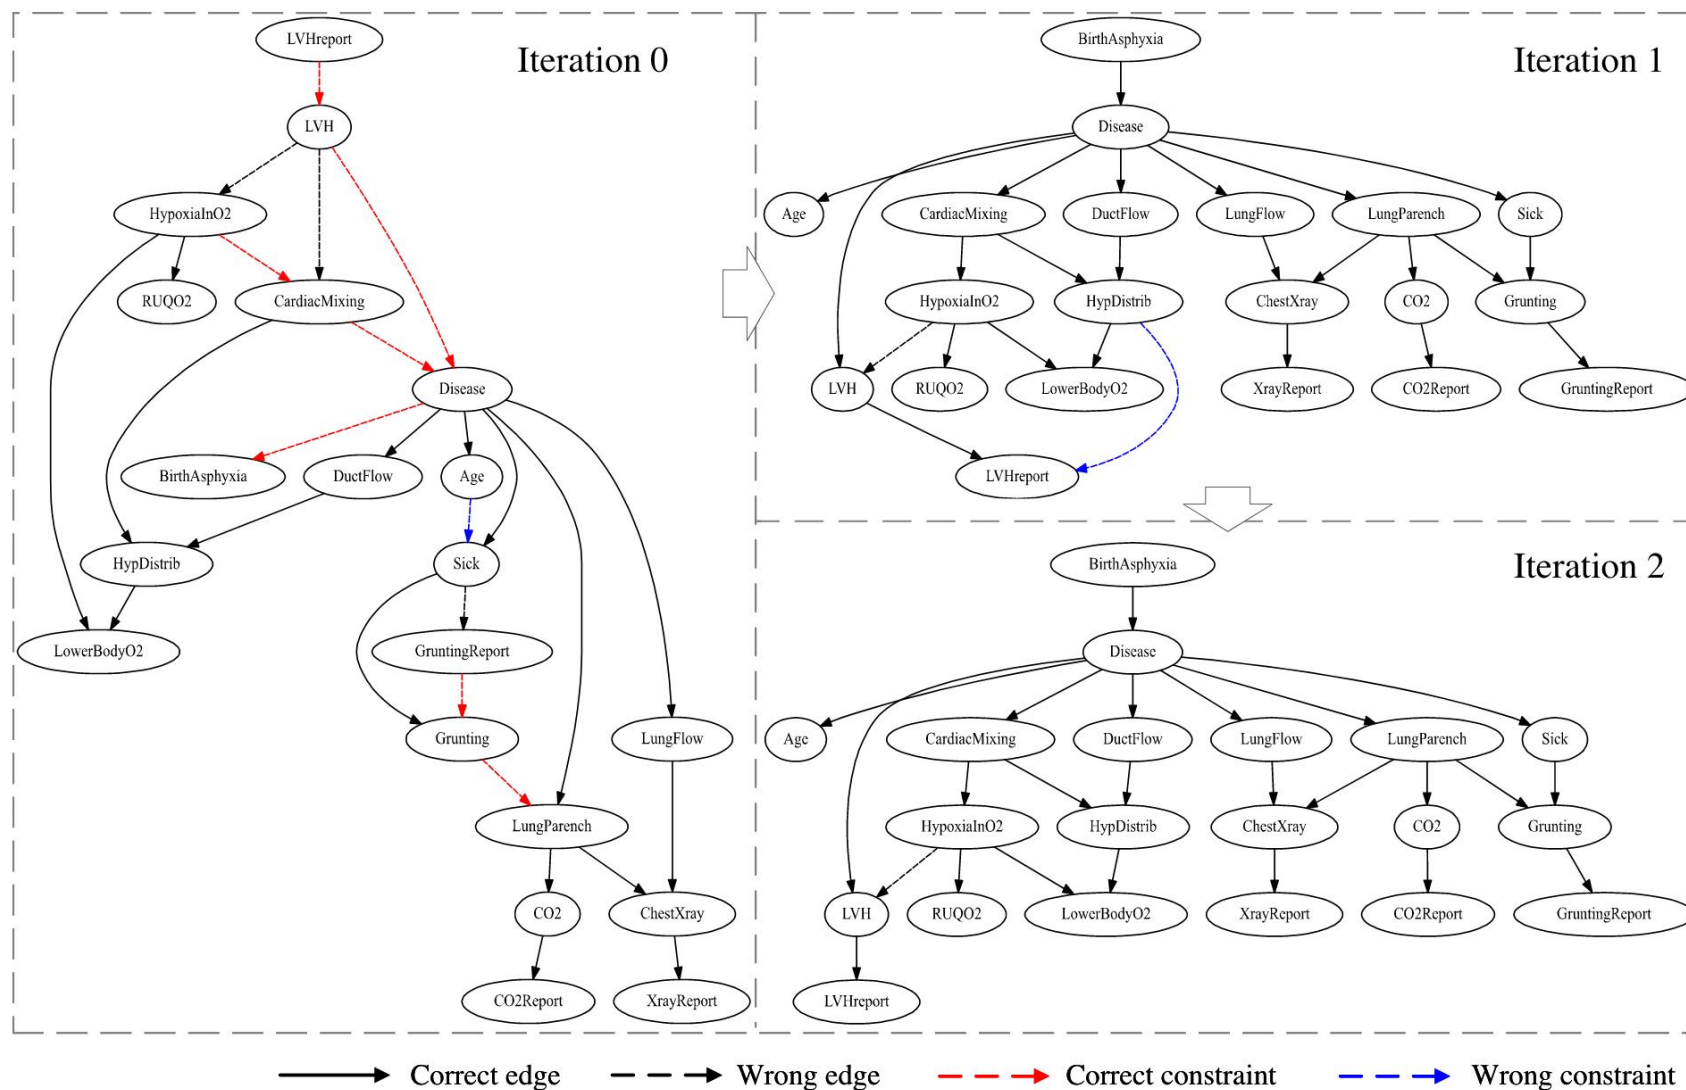 Iteration 0
LVHreport
LVH
HypoxiaInO2
RUQO2
CardiacMixing
Disease
BirthAsphyxia
DuctFlow
Age
HypDistrib
Sick
LowerBodyO2
GruntingReport
Grunting
LungFlow
LungParench
CO2
ChestXray
CO2Report
XrayReport
Iteration 1
BirthAsphyxia
Disease
Age
CardiacMixing
DuctFlow
LungFlow
LungParench
Sick
HypoxiaInO2
HypDistrib
ChestXray
CO2
Grunting
LVH
RUQO2
LowerBodyO2
XrayReport
CO2Report
GruntingReport
LVHreport
Iteration 2
BirthAsphyxia
Disease
Age
CardiacMixing
DuctFlow
LungFlow
LungParench
Sick
HypoxiaInO2
HypDistrib
ChestXray
CO2
Grunting
LVH
RUQO2
LowerBodyO2
XrayReport
CO2Report
GruntingReport
LVHreport
Correct edge
Wrong edge
Correct constraint
Wrong constraint